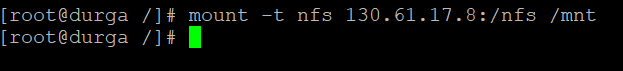 [root@durga /]# mount -t nfs 130.61.17.8:/nfs /mnt
[root@durga /]#